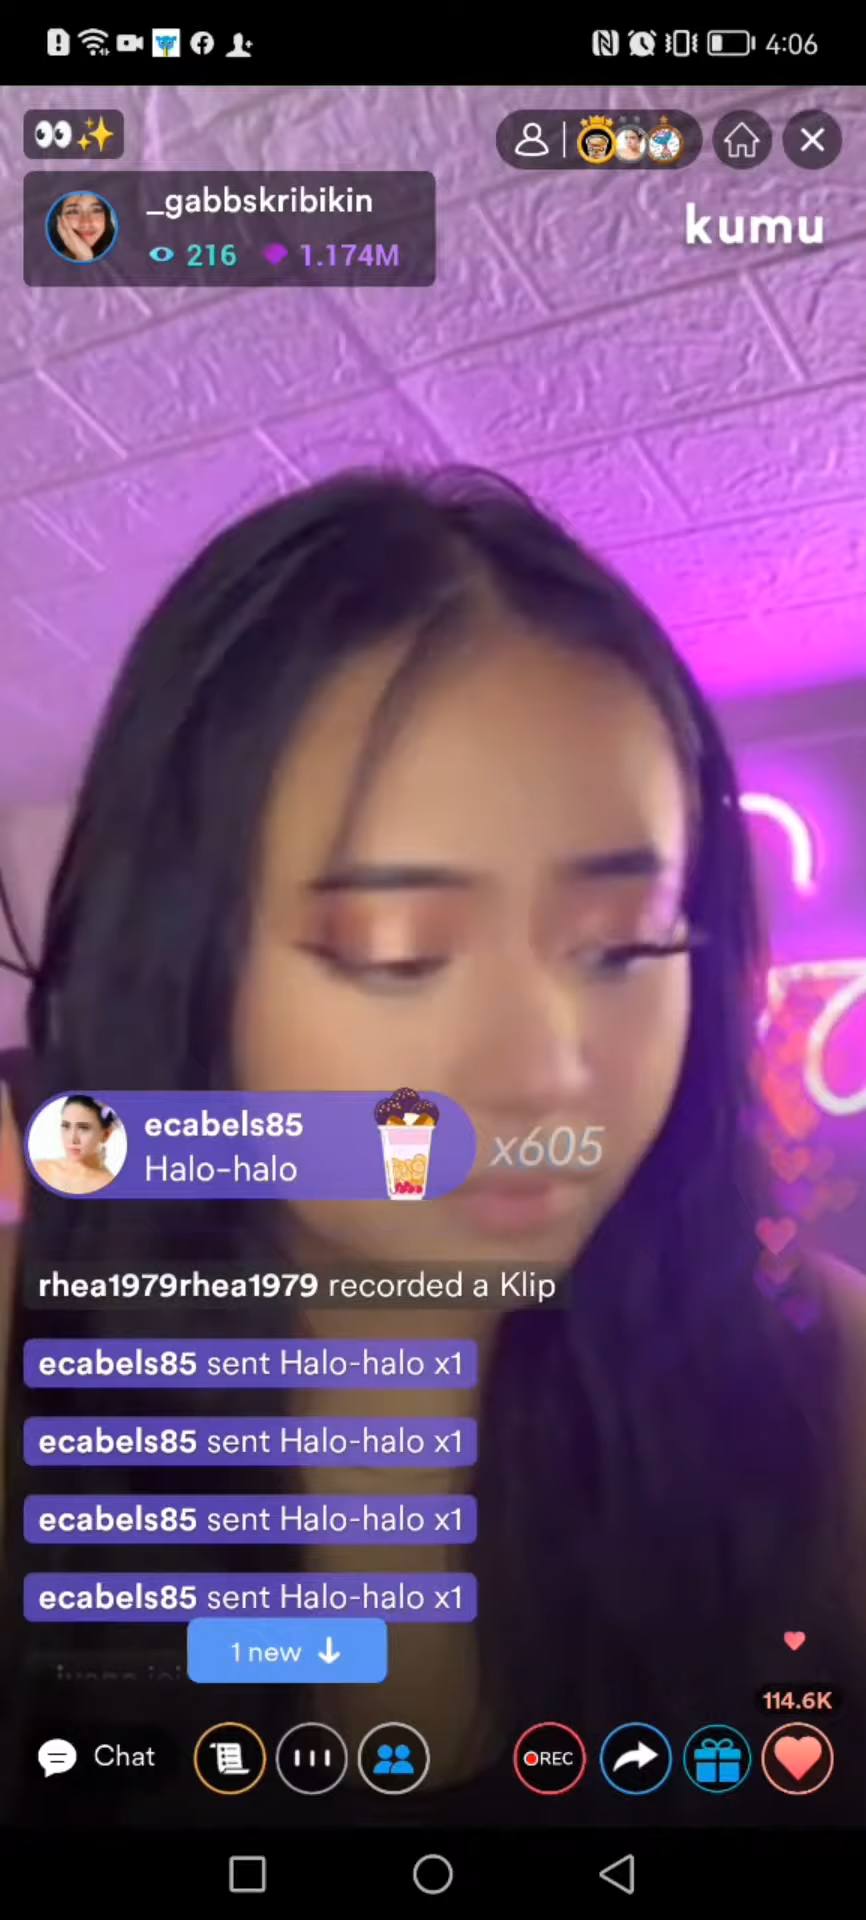 4:06
_gabbskribikin
216 1.174M
kumu
ecabels85
Halo-halo
x605
rhea1979rhea1979 recorded a Klip
ecabels85 sent Halo-halo x1
ecabels85 sent Halo-halo x1
ecabels85 sent Halo-halo x1
ecabels85 sent Halo-halo x1
1 new
114.6K
Chat
REC